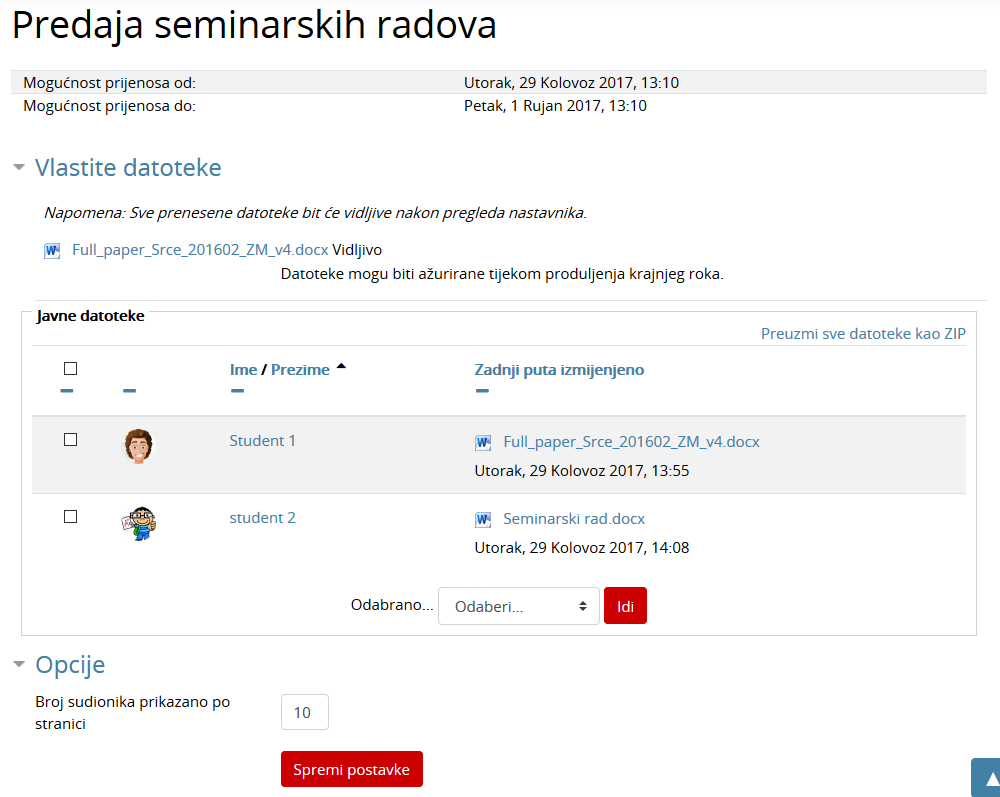 Predaja seminarskih radova
Mogućnost prijenosa od: Utorak, 29 Kolovoz 2017, 13:10
Mogućnost prijenosa do: Petak, 1 Rujan 2017, 13:10
Vlastite datoteke
Napomena: Sve prenesene datoteke bit će vidljive nakon pregleda nastavnika.
Full_paper_Srce_201602_ZM_v4.docx Vidljivo
Datoteke mogu biti ažurirane tijekom produljenja krajnjeg roka.
Javne datoteke
Preuzmi sve datoteke kao ZIP
Ime / Prezime Zadnji puta izmijenjeno
Student 1 Full_paper_Srce_201602_ZM_v4.docx
Utorak, 29 Kolovoz 2017, 13:55
student 2 Seminarski rad.docx
Utorak, 29 Kolovoz 2017, 14:08
Odabrano... Odaberi... Idi
Opcije
Broj sudionika prikazano po
stranici
10
Spremi postavke